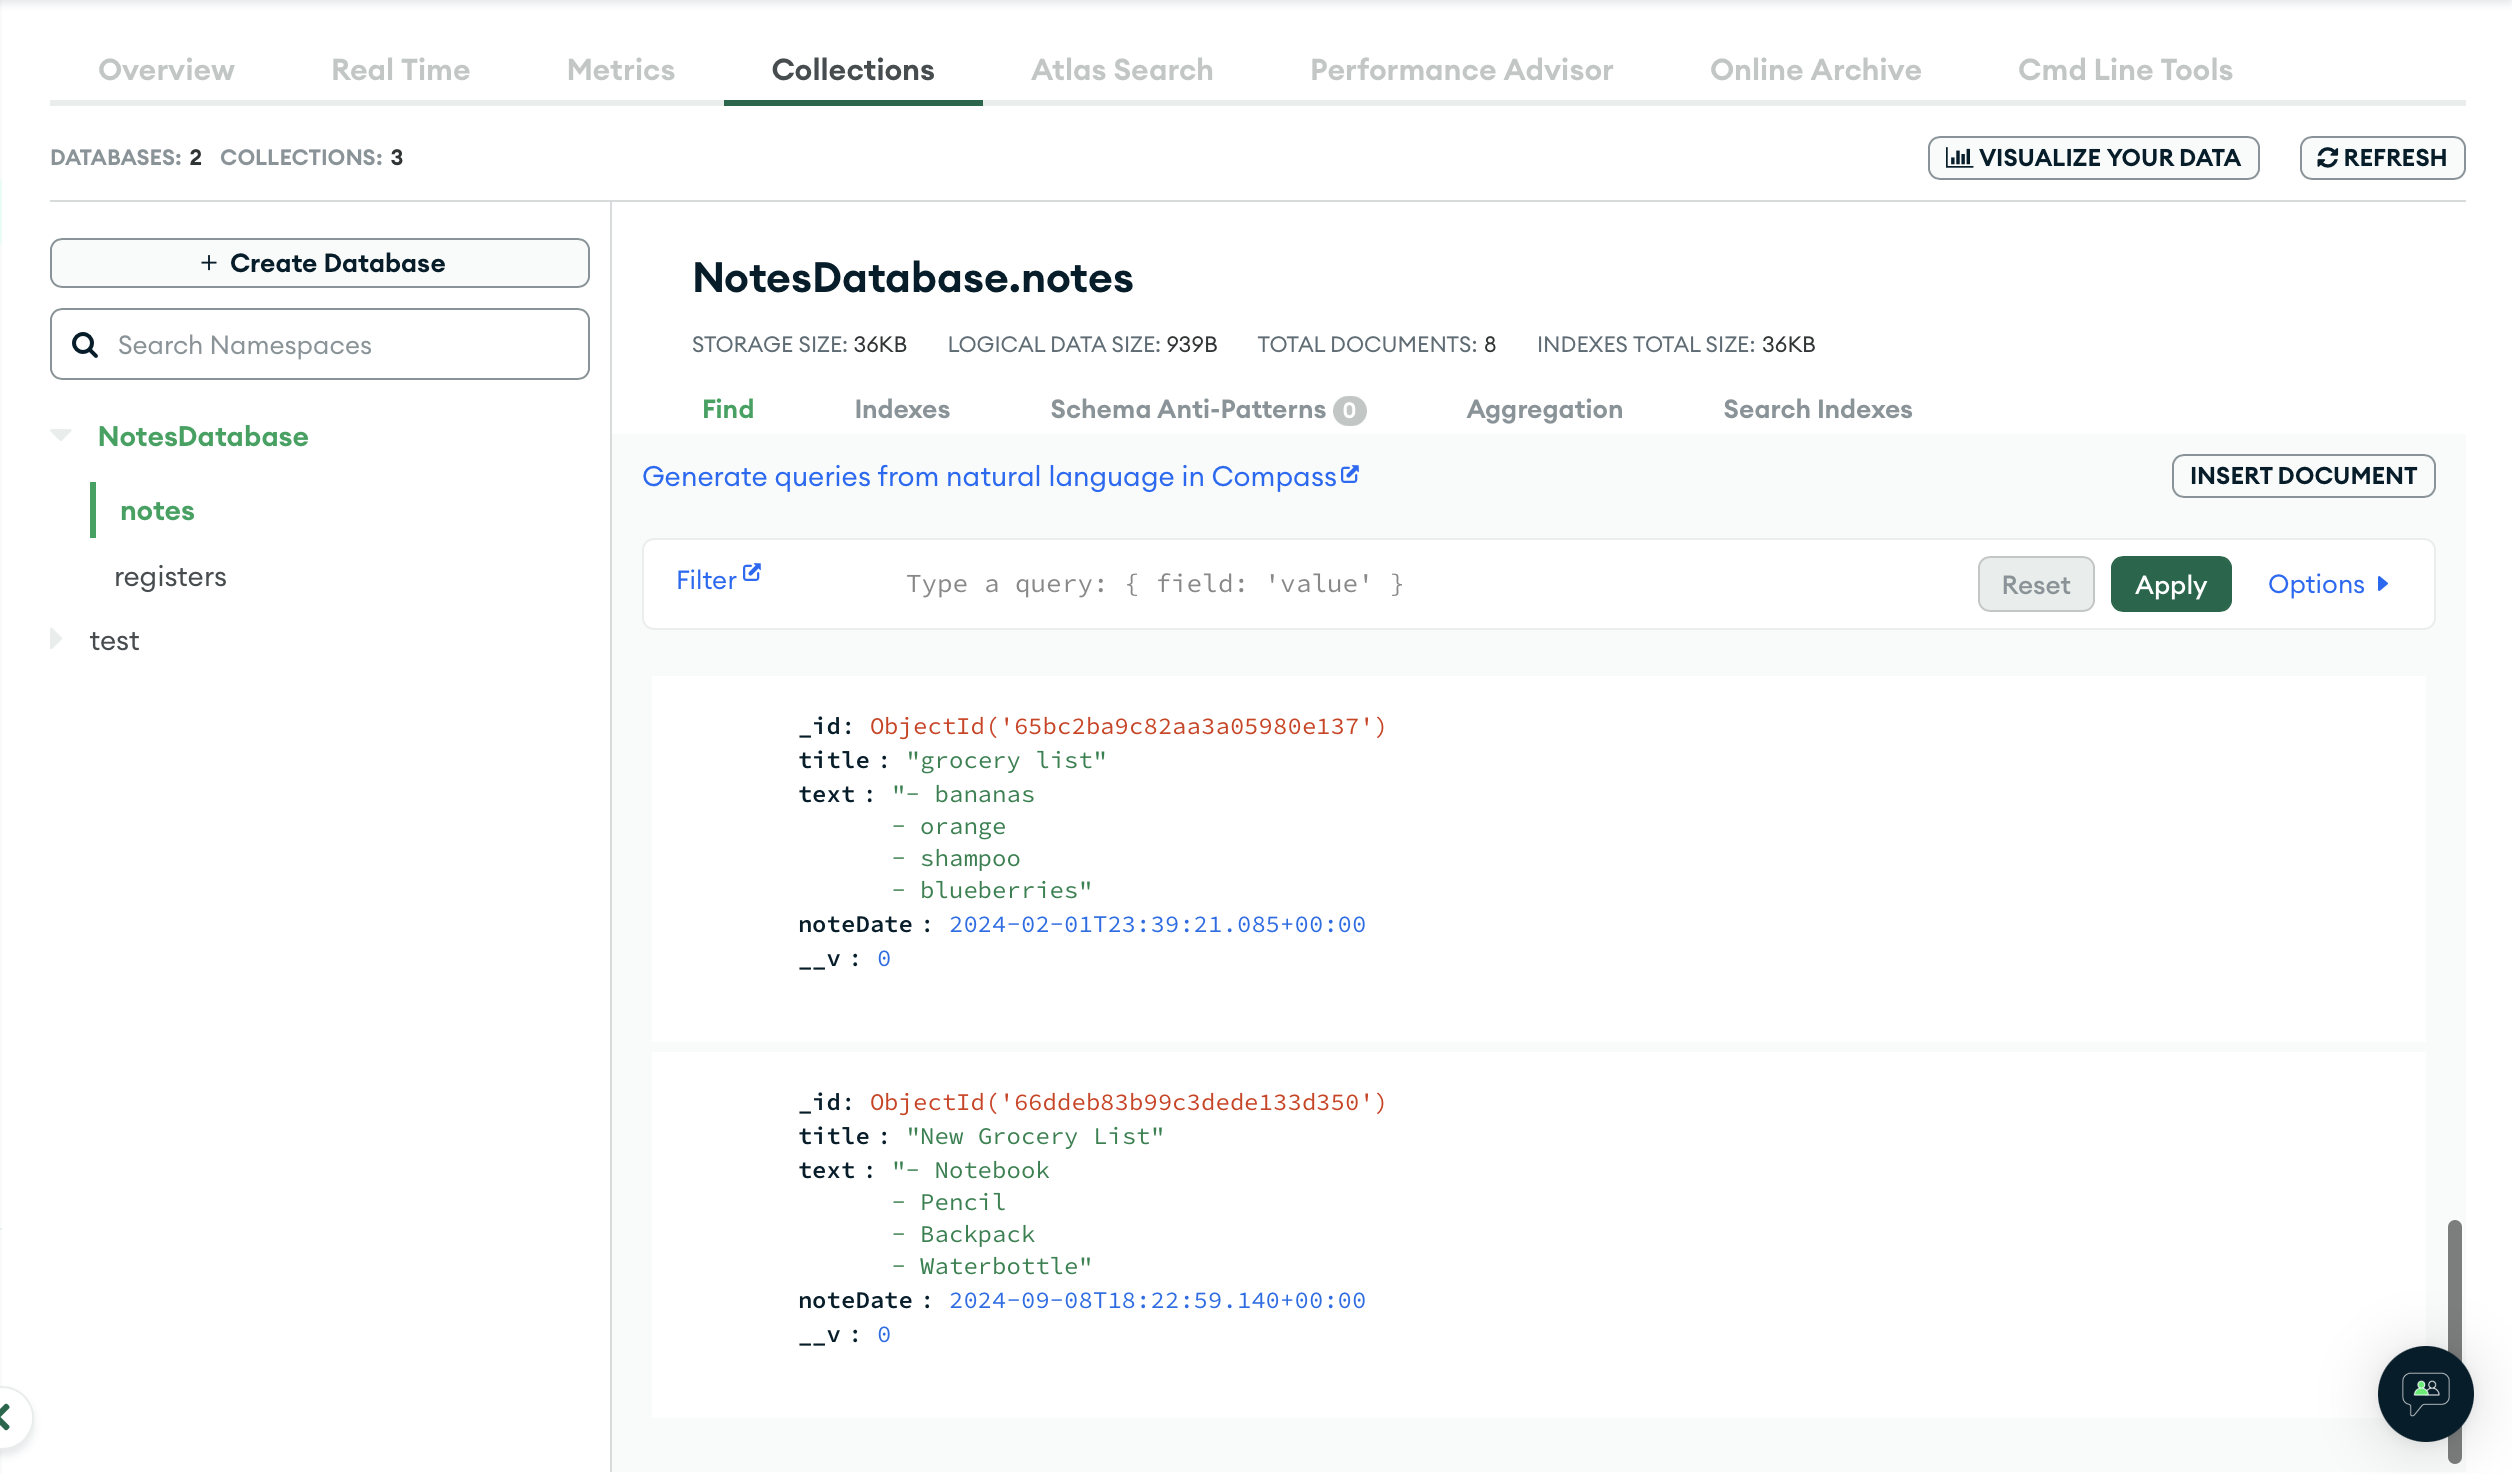 Overview Real Time Metrics Collections Atlas Search Performance Advisor Online Archive Cmd Line Tools
DATABASES: 2 COLLECTIONS: 3
VISUALIZE YOUR DATA REFRESH
+ Create Database
Search Namespaces
NotesDatabase
notes
registers
test
NotesDatabase.notes
STORAGE SIZE: 36KB LOGICAL DATA SIZE: 939B TOTAL DOCUMENTS: 8 INDEXES TOTAL SIZE: 36KB
Find Indexes Schema Anti-Patterns 0 Aggregation Search Indexes
Generate queries from natural language in Compass
INSERT DOCUMENT
Filter Type a query: { field: 'value' } Reset Apply Options
_id: ObjectId('65bc2ba9c82aa3a05980e137')
title : "grocery list"
text : "- bananas
- orange
- shampoo
- blueberries"
noteDate : 2024-02-01T23:39:21.085+00:00
__v : 0
_id: ObjectId('66ddeb83b99c3dede133d350')
title : "New Grocery List"
text : "- Notebook
- Pencil
- Backpack
- Waterbottle"
noteDate : 2024-09-08T18:22:59.140+00:00
__v : 0